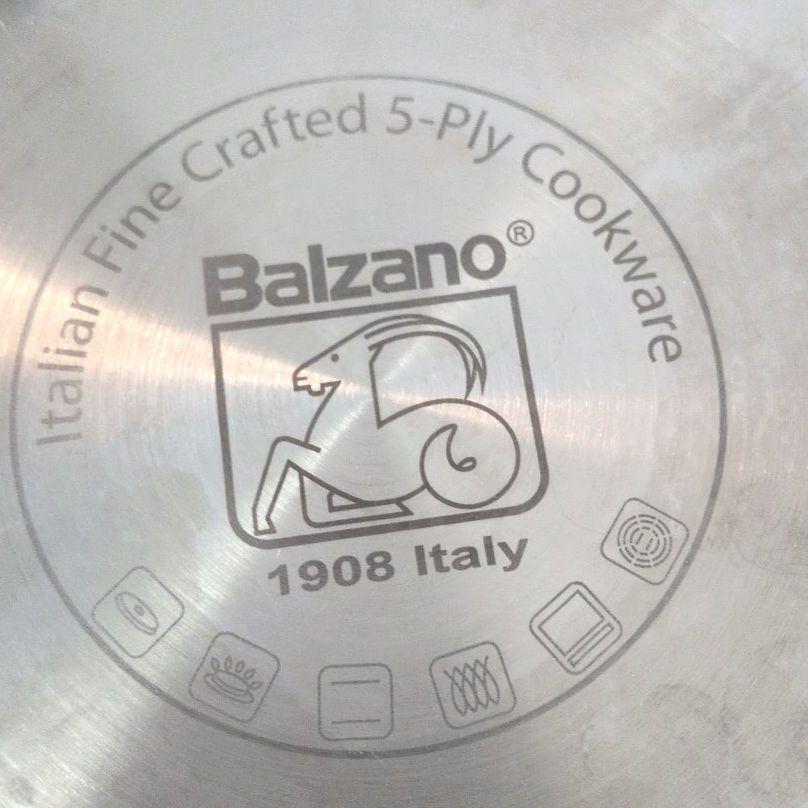 Italian Fine Crafted 5-Ply Cookware
Balzano®
1908 Italy